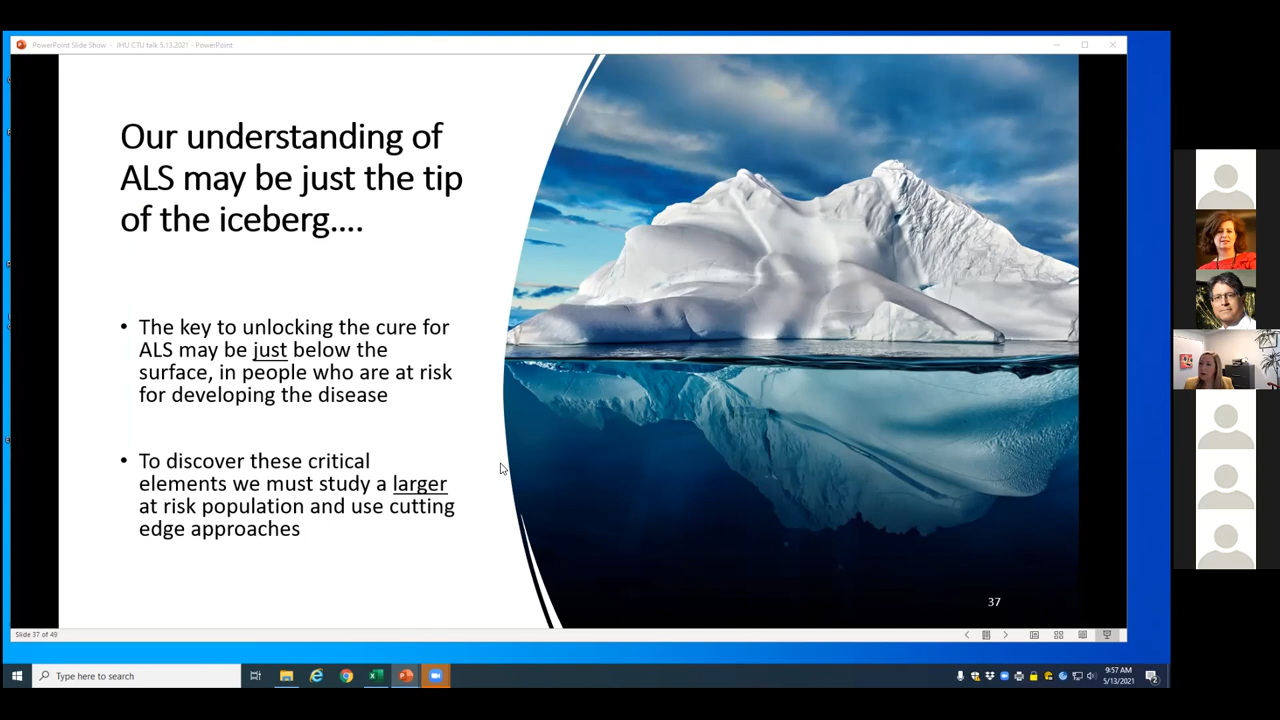 PowerPoint Slide Show - JHU CTU talk 5.13.2021 - PowerPoint
Our understanding of
ALS may be just the tip
of the iceberg....
• The key to unlocking the cure for
ALS may be just below the
surface, in people who are at risk
for developing the disease
• To discover these critical
elements we must study a larger
at risk population and use cutting
edge approaches
37
Slide 37 of 49
Type here to search
9:57 AM
5/13/2021
2